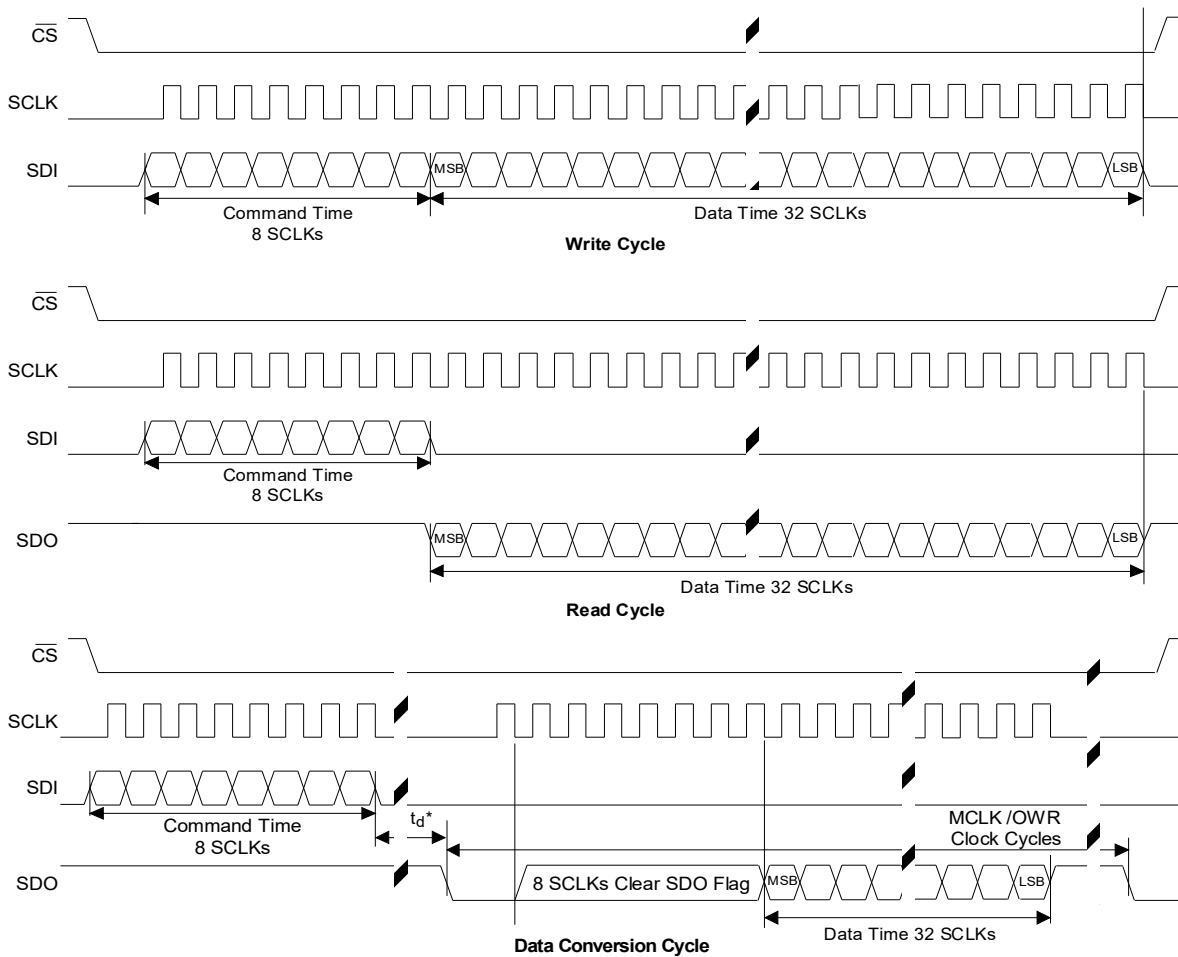 CS
SCLK
SDI
MSB
LSB
Command Time
8 SCLKs
Data Time 32 SCLKs
Write Cycle
CS
SCLK
SDI
Command Time
8 SCLKs
SDO
MSB
LSB
Data Time 32 SCLKs
Read Cycle
CS
SCLK
SDI
Command Time
8 SCLKs
td*
MCLK /OWR
Clock Cycles
SDO
8 SCLKs Clear SDO Flag
MSB
LSB
Data Time 32 SCLKs
Data Conversion Cycle